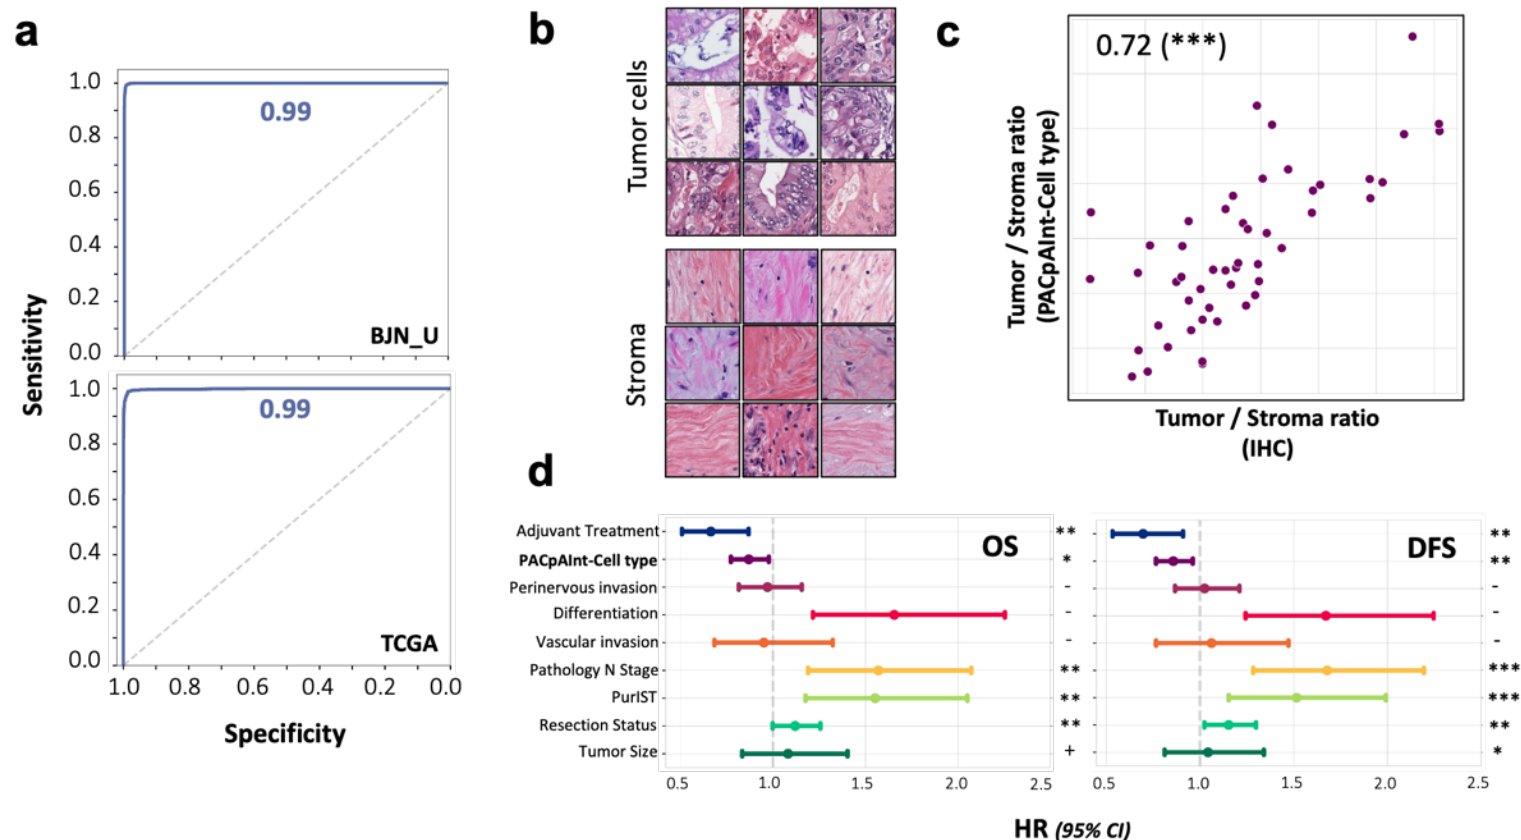 a
1.0
0.8
0.6
0.4
0.2
0.0
0.99
BJN_U
1.0
0.8
0.6
0.4
0.2
0.0
0.99
TCGA
1.0 0.8 0.6 0.4 0.2 0.0
Sensitivity
Specificity
b
Tumor cells
Stroma
c
0.72 (***)
Tumor / Stroma ratio
(PACpAInt-Cell type)
Tumor / Stroma ratio
(IHC)
d
OS
DFS
Adjuvant Treatment ** **
PACpAInt-Cell type * **
Perinervous invasion - -
Differentiation - -
Vascular invasion - -
Pathology N Stage ** ***
PurIST ** ***
Resection Status ** **
Tumor Size + *
0.5 1.0 1.5 2.0 2.5
0.5 1.0 1.5 2.0 2.5
HR (95% CI)